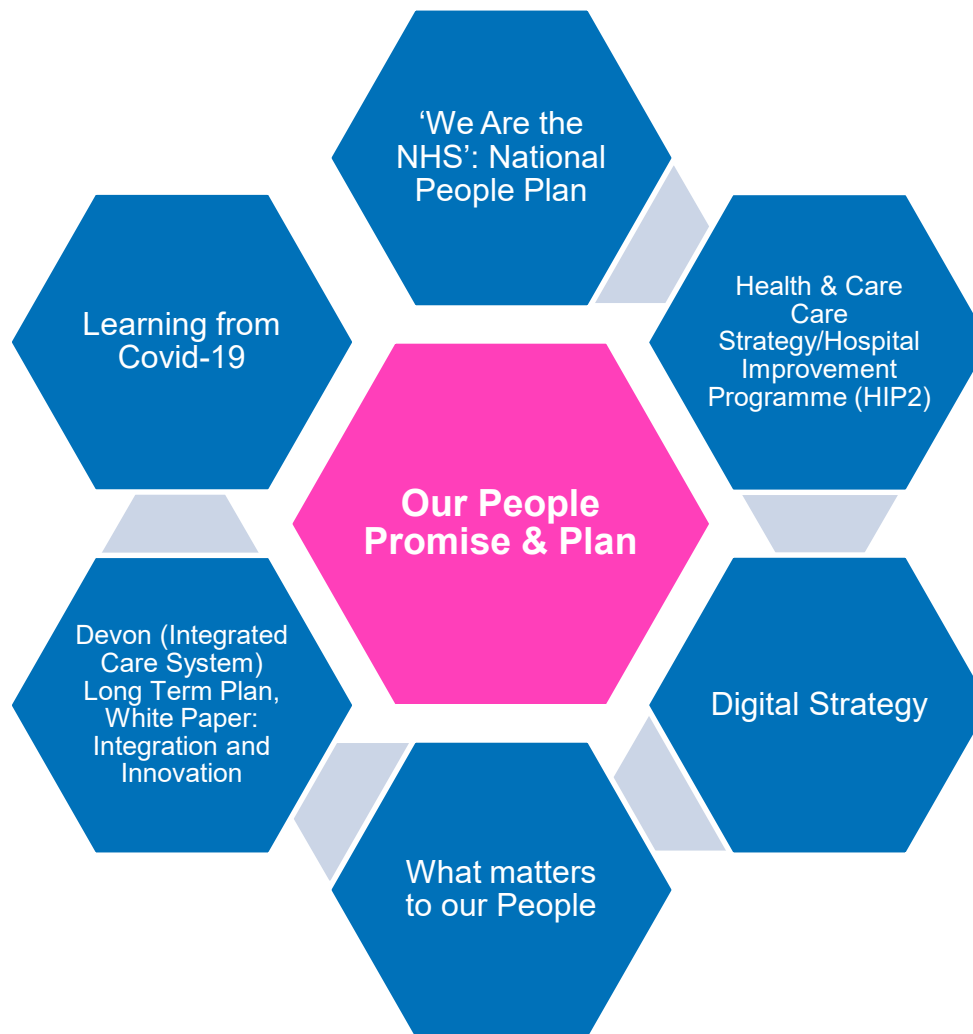 ‘We Are the
NHS’: National
People Plan
Health & Care
Care
Strategy/Hospital
Improvement
Programme (HIP2)
Learning from
Covid-19
Our People
Promise & Plan
Devon (Integrated
Care System)
Long Term Plan,
White Paper:
Integration and
Innovation
Digital Strategy
What matters
to our People